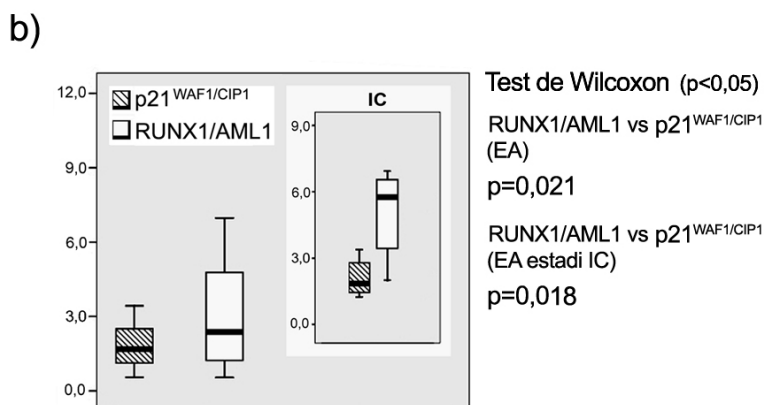 b)
12,0
9,0
6,0
3,0
0,0
p21 WAF1/CIP1
RUNX1/AML1
IC
9,0
6,0
3,0
0,0
Test de Wilcoxon (p<0,05)
RUNX1/AML1 vs p21WAF1/CIP1
(EA)
p=0,021
RUNX1/AML1 vs p21WAF1/CIP1
(EA estadi IC)
p=0,018